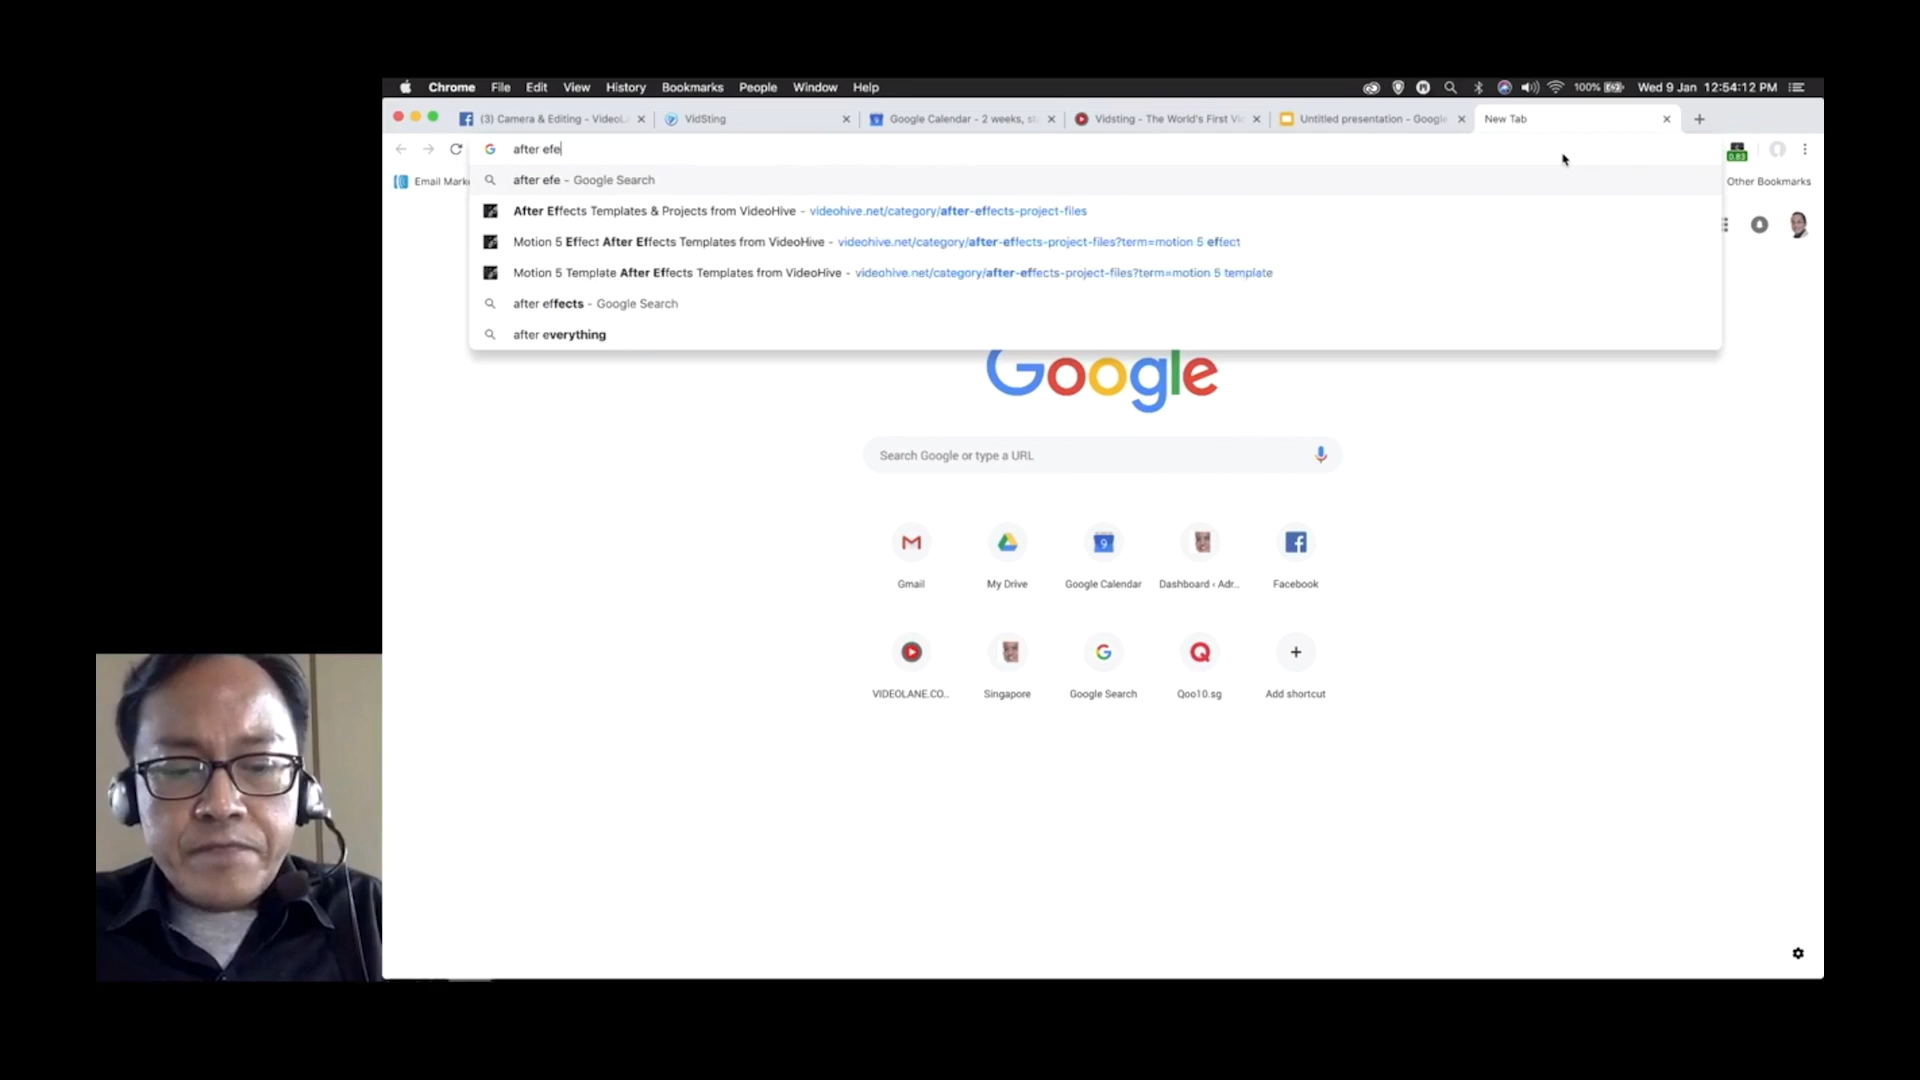 Chrome File Edit View History Bookmarks People Window Help 100% Wed 9 Jan 12:54:12 PM
(3) Camera & Editing - VideoL VidSting Google Calendar - 2 weeks, st Vidsting - The World's First Vi Untitled presentation - Google New Tab
after efe
0.83
Email Mark Other Bookmarks
after efe - Google Search
After Effects Templates & Projects from VideoHive - videohive.net/category/after-effects-project-files
Motion 5 Effect After Effects Templates from VideoHive - videohive.net/category/after-effects-project-files?term=motion 5 effect
Motion 5 Template After Effects Templates from VideoHive - videohive.net/category/after-effects-project-files?term=motion 5 template
after effects - Google Search
after everything
Google
Search Google or type a URL
9
Gmail My Drive Google Calendar Dashboard ‹ Adr... Facebook
VIDEOLANE.CO... Singapore Google Search Qoo10.sg Add shortcut